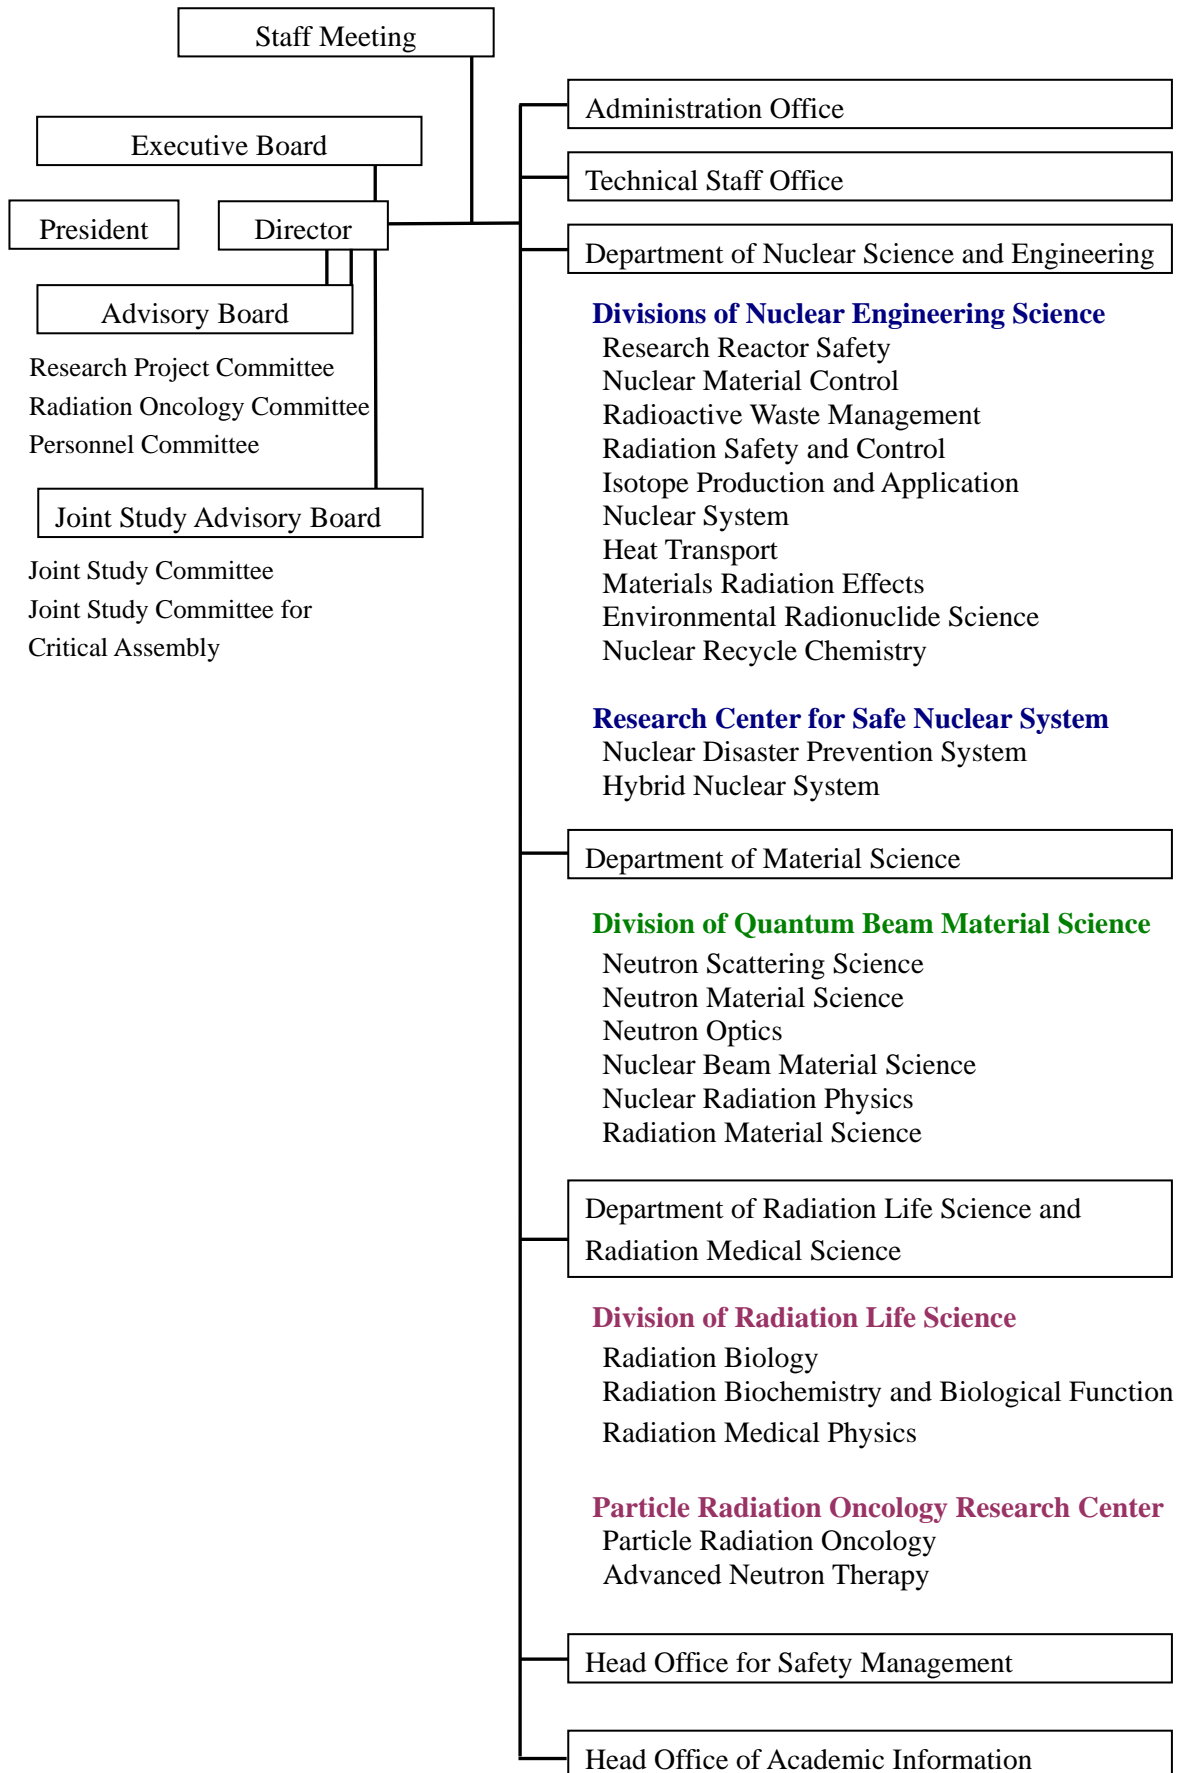 Staff Meeting
Executive Board
President
Director
Advisory Board
Research Project Committee
Radiation Oncology Committee
Personnel Committee
Joint Study Advisory Board
Joint Study Committee
Joint Study Committee for
Critical Assembly
Administration Office
Technical Staff Office
Department of Nuclear Science and Engineering
Divisions of Nuclear Engineering Science
Research Reactor Safety
Nuclear Material Control
Radioactive Waste Management
Radiation Safety and Control
Isotope Production and Application
Nuclear System
Heat Transport
Materials Radiation Effects
Environmental Radionuclide Science
Nuclear Recycle Chemistry
Research Center for Safe Nuclear System
Nuclear Disaster Prevention System
Hybrid Nuclear System
Department of Material Science
Division of Quantum Beam Material Science
Neutron Scattering Science
Neutron Material Science
Neutron Optics
Nuclear Beam Material Science
Nuclear Radiation Physics
Radiation Material Science
Department of Radiation Life Science and
Radiation Medical Science
Division of Radiation Life Science
Radiation Biology
Radiation Biochemistry and Biological Function
Radiation Medical Physics
Particle Radiation Oncology Research Center
Particle Radiation Oncology
Advanced Neutron Therapy
Head Office for Safety Management
Head Office of Academic Information